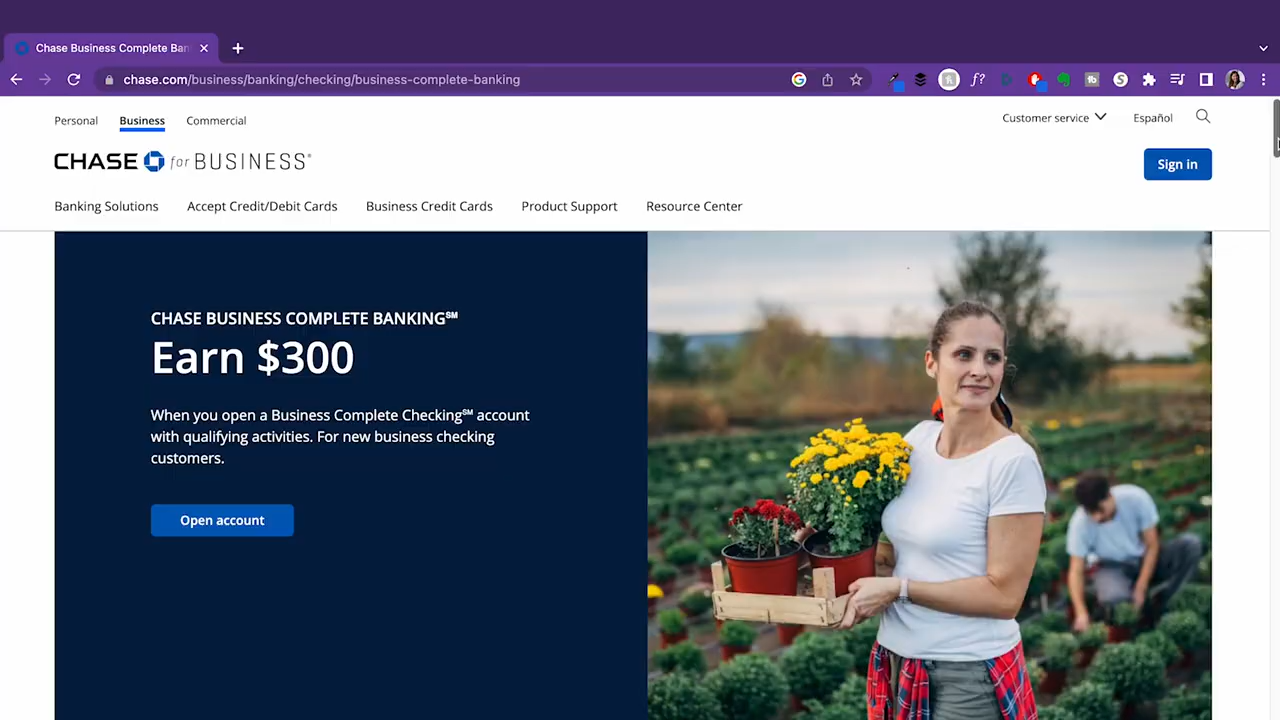 Chase Business Complete Ban
chase.com/business/banking/checking/business-complete-banking
Personal
Business
Commercial
Customer service
Español
CHASE for BUSINESS®
Sign in
Banking Solutions
Accept Credit/Debit Cards
Business Credit Cards
Product Support
Resource Center
CHASE BUSINESS COMPLETE BANKING℠
Earn $300
When you open a Business Complete Checking℠ account
with qualifying activities. For new business checking
customers.
Open account